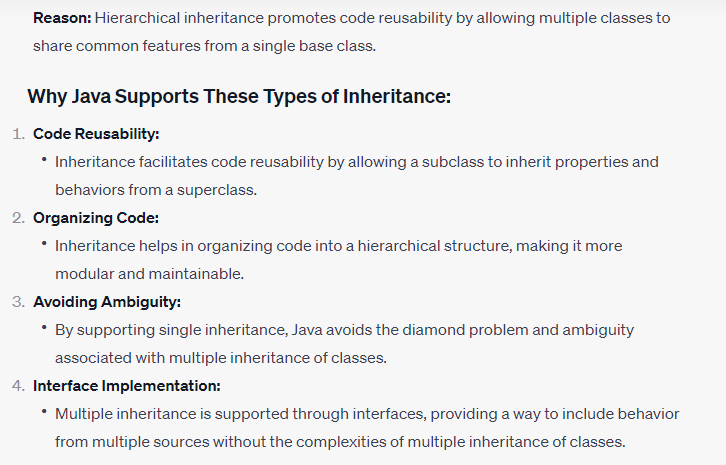 Reason: Hierarchical inheritance promotes code reusability by allowing multiple classes to
share common features from a single base class.
Why Java Supports These Types of Inheritance:
1. Code Reusability:
• Inheritance facilitates code reusability by allowing a subclass to inherit properties and
behaviors from a superclass.
2. Organizing Code:
• Inheritance helps in organizing code into a hierarchical structure, making it more
modular and maintainable.
3. Avoiding Ambiguity:
• By supporting single inheritance, Java avoids the diamond problem and ambiguity
associated with multiple inheritance of classes.
4. Interface Implementation:
• Multiple inheritance is supported through interfaces, providing a way to include behavior
from multiple sources without the complexities of multiple inheritance of classes.